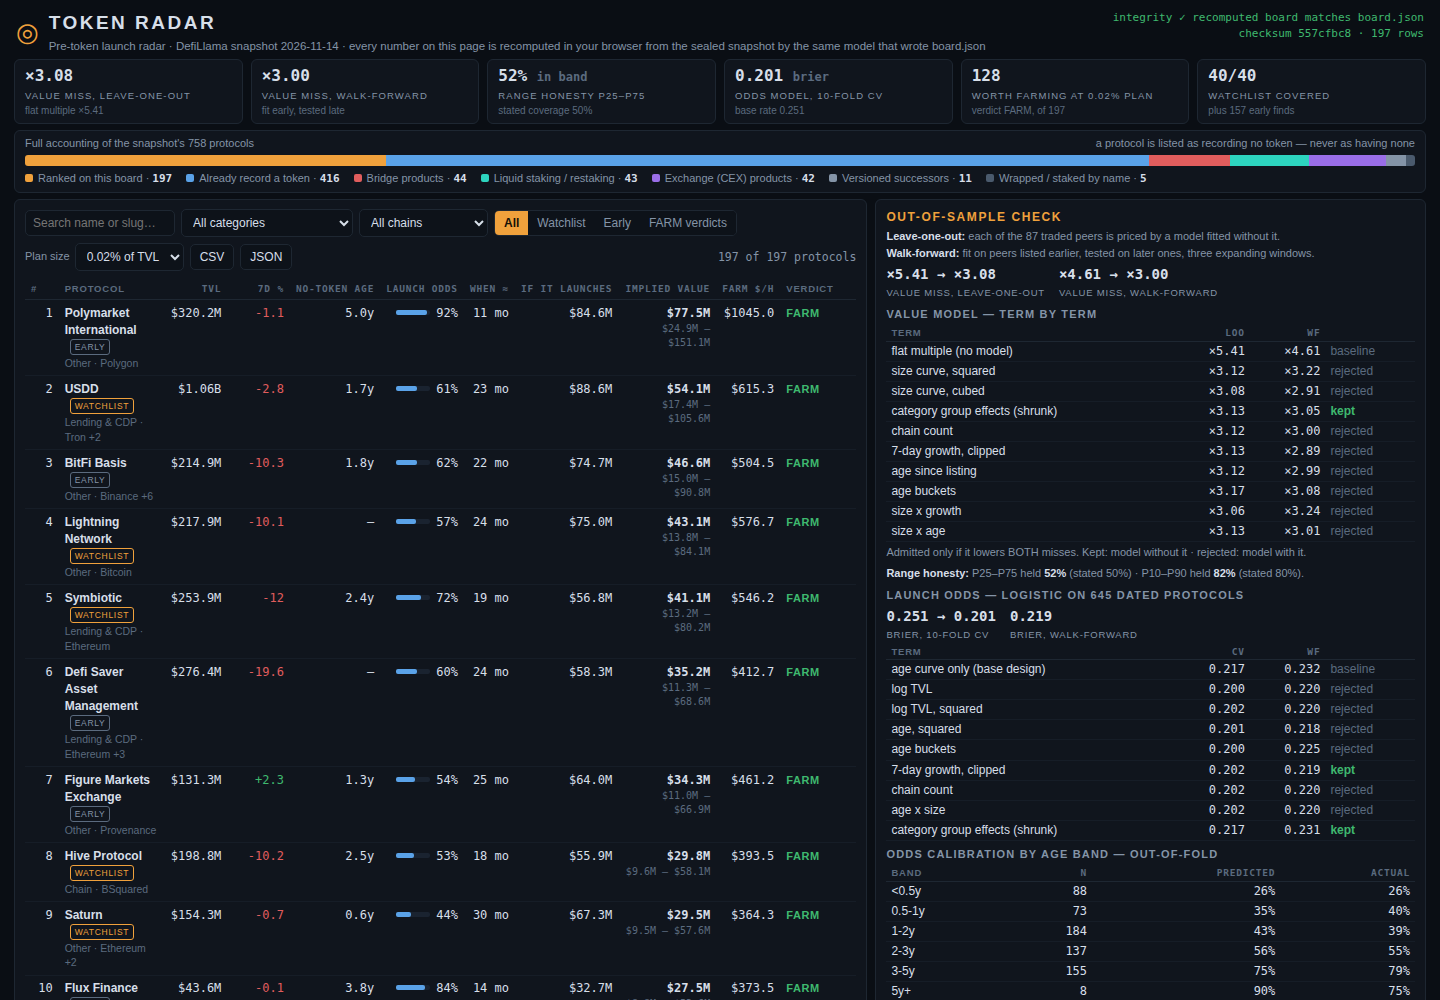 TOKEN RADAR
Pre-token launch radar · DefiLlama snapshot 2026-11-14 · every number on this page is recomputed in your browser from the sealed snapshot by the same model that wrote board.json
integrity ✓ recomputed board matches board.json
checksum 557cfbc8 · 197 rows
×3.08
VALUE MISS, LEAVE-ONE-OUT
flat multiple ×5.41
×3.00
VALUE MISS, WALK-FORWARD
fit early, tested late
52% in band
RANGE HONESTY P25–P75
stated coverage 50%
0.201 brier
ODDS MODEL, 10-FOLD CV
base rate 0.251
128
WORTH FARMING AT 0.02% PLAN
verdict FARM, of 197
40/40
WATCHLIST COVERED
plus 157 early finds
Full accounting of the snapshot's 758 protocols
a protocol is listed as recording no token — never as having none
Ranked on this board · 197 Already record a token · 416 Bridge products · 44 Liquid staking / restaking · 43 Exchange (CEX) products · 42 Versioned successors · 11 Wrapped / staked by name · 5
Search name or slug… All categories All chains All Watchlist Early FARM verdicts
Plan size 0.02% of TVL CSV JSON 197 of 197 protocols
# PROTOCOL TVL 7D % NO-TOKEN AGE LAUNCH ODDS WHEN ≈ IF IT LAUNCHES IMPLIED VALUE FARM $/H VERDICT
1 Polymarket $320.2M -1.1 5.0y 92% 11 mo $84.6M $77.5M $1045.0 FARM
International $24.9M –
EARLY $151.1M
Other · Polygon
2 USDD $1.06B -2.8 1.7y 61% 23 mo $88.6M $54.1M $615.3 FARM
WATCHLIST $17.4M –
Lending & CDP · $105.6M
Tron +2
3 BitFi Basis $214.9M -10.3 1.8y 62% 22 mo $74.7M $46.6M $504.5 FARM
EARLY $15.0M –
Other · Binance +6 $90.8M
4 Lightning $217.9M -10.1 — 57% 24 mo $75.0M $43.1M $576.7 FARM
Network $13.8M –
WATCHLIST $84.1M
Other · Bitcoin
5 Symbiotic $253.9M -12 2.4y 72% 19 mo $56.8M $41.1M $546.2 FARM
WATCHLIST $13.2M –
Lending & CDP · $80.2M
Ethereum
6 Defi Saver $276.4M -19.6 — 60% 24 mo $58.3M $35.2M $412.7 FARM
Asset $11.3M –
Management $68.6M
EARLY
Lending & CDP ·
Ethereum +3
7 Figure Markets $131.3M +2.3 1.3y 54% 25 mo $64.0M $34.3M $461.2 FARM
Exchange $11.0M –
EARLY $66.9M
Other · Provenance
8 Hive Protocol $198.8M -10.2 2.5y 53% 18 mo $55.9M $29.8M $393.5 FARM
WATCHLIST $9.6M – $58.1M
Chain · BSquared
9 Saturn $154.3M -0.7 0.6y 44% 30 mo $67.3M $29.5M $364.3 FARM
WATCHLIST $9.5M – $57.6M
Other · Ethereum
+2
10 Flux Finance $43.6M -0.1 3.8y 84% 14 mo $32.7M $27.5M $373.5 FARM
OUT-OF-SAMPLE CHECK
Leave-one-out: each of the 87 traded peers is priced by a model fitted without it.
Walk-forward: fit on peers listed earlier, tested on later ones, three expanding windows.
×5.41 → ×3.08 ×4.61 → ×3.00
VALUE MISS, LEAVE-ONE-OUT VALUE MISS, WALK-FORWARD
VALUE MODEL — TERM BY TERM
TERM LOO WF
flat multiple (no model) ×5.41 ×4.61 baseline
size curve, squared ×3.12 ×3.22 rejected
size curve, cubed ×3.08 ×2.91 rejected
category group effects (shrunk) ×3.13 ×3.05 kept
chain count ×3.12 ×3.00 rejected
7-day growth, clipped ×3.13 ×2.89 rejected
age since listing ×3.12 ×2.99 rejected
age buckets ×3.17 ×3.08 rejected
size x growth ×3.06 ×3.24 rejected
size x age ×3.13 ×3.01 rejected
Admitted only if it lowers BOTH misses. Kept: model without it · rejected: model with it.
Range honesty: P25–P75 held 52% (stated 50%) · P10–P90 held 82% (stated 80%).
LAUNCH ODDS — LOGISTIC ON 645 DATED PROTOCOLS
0.251 → 0.201 0.219
BRIER, 10-FOLD CV BRIER, WALK-FORWARD
TERM CV WF
age curve only (base design) 0.217 0.232 baseline
log TVL 0.200 0.220 rejected
log TVL, squared 0.202 0.220 rejected
age, squared 0.201 0.218 rejected
age buckets 0.200 0.225 rejected
7-day growth, clipped 0.202 0.219 kept
chain count 0.202 0.220 rejected
age x size 0.202 0.220 rejected
category group effects (shrunk) 0.217 0.231 kept
ODDS CALIBRATION BY AGE BAND — OUT-OF-FOLD
BAND N PREDICTED ACTUAL
<0.5y 88 26% 26%
0.5-1y 73 35% 40%
1-2y 184 43% 39%
2-3y 137 56% 55%
3-5y 155 75% 79%
5y+ 8 90% 75%